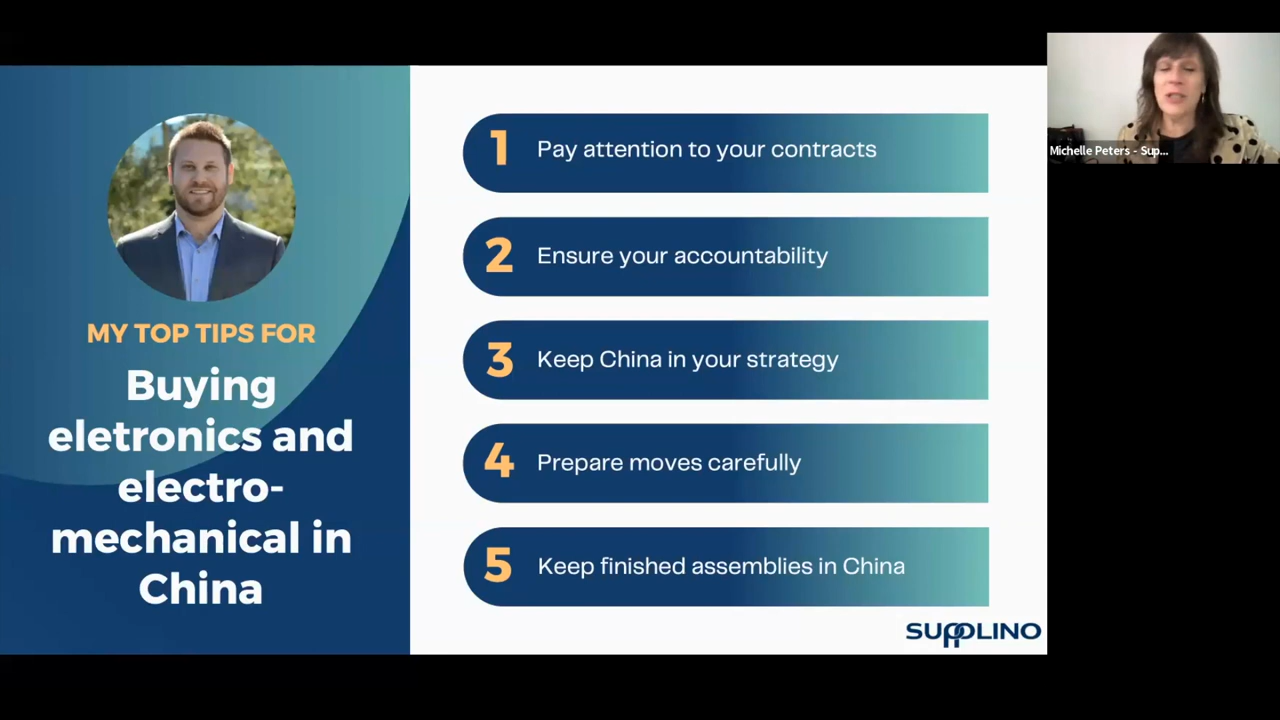 MY TOP TIPS FOR
Buying
eletronics and
electro-
mechanical in
China
1 Pay attention to your contracts
2 Ensure your accountability
3 Keep China in your strategy
4 Prepare moves carefully
5 Keep finished assemblies in China
SUPPLINO
Michelle Peters - Sup...